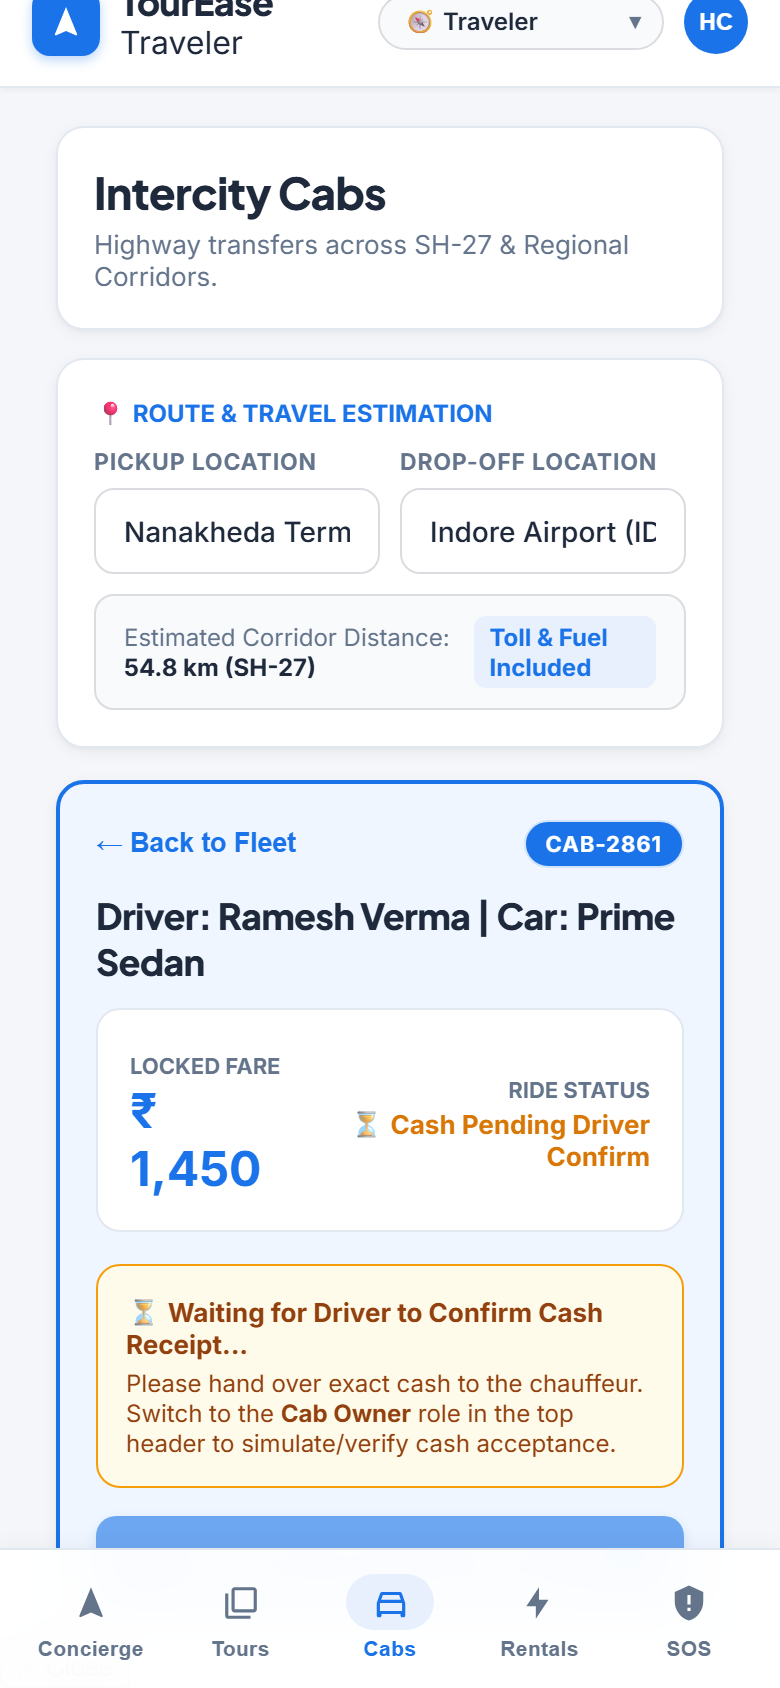 TourEase
Traveler
🧭 Traveler ▼
HC
Intercity Cabs
Highway transfers across SH-27 & Regional
Corridors.
📍 ROUTE & TRAVEL ESTIMATION
PICKUP LOCATION
DROP-OFF LOCATION
Nanakheda Term
Indore Airport (ID
Estimated Corridor Distance:
54.8 km (SH-27)
Toll & Fuel
Included
← Back to Fleet
CAB-2861
Driver: Ramesh Verma | Car: Prime
Sedan
LOCKED FARE
₹
1,450
RIDE STATUS
⏳ Cash Pending Driver
Confirm
⏳ Waiting for Driver to Confirm Cash
Receipt...
Please hand over exact cash to the chauffeur.
Switch to the Cab Owner role in the top
header to simulate/verify cash acceptance.
Concierge
Tours
Cabs
Rentals
SOS